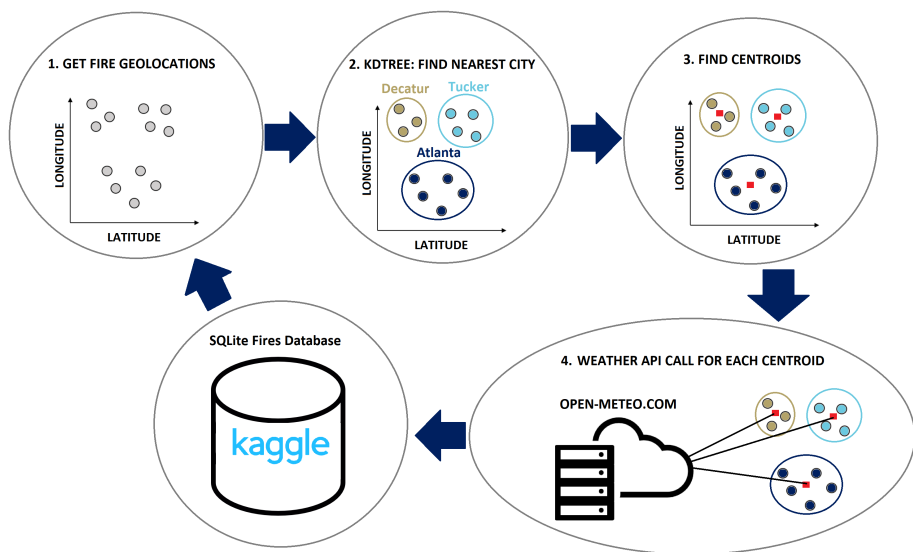 1. GET FIRE GEOLOCATIONS
LONGITUDE
LATITUDE
2. KDTREE: FIND NEAREST CITY
Decatur
Tucker
Atlanta
LONGITUDE
LATITUDE
3. FIND CENTROIDS
LONGITUDE
LATITUDE
4. WEATHER API CALL FOR EACH CENTROID
OPEN-METEO.COM
SQLite Fires Database
kaggle